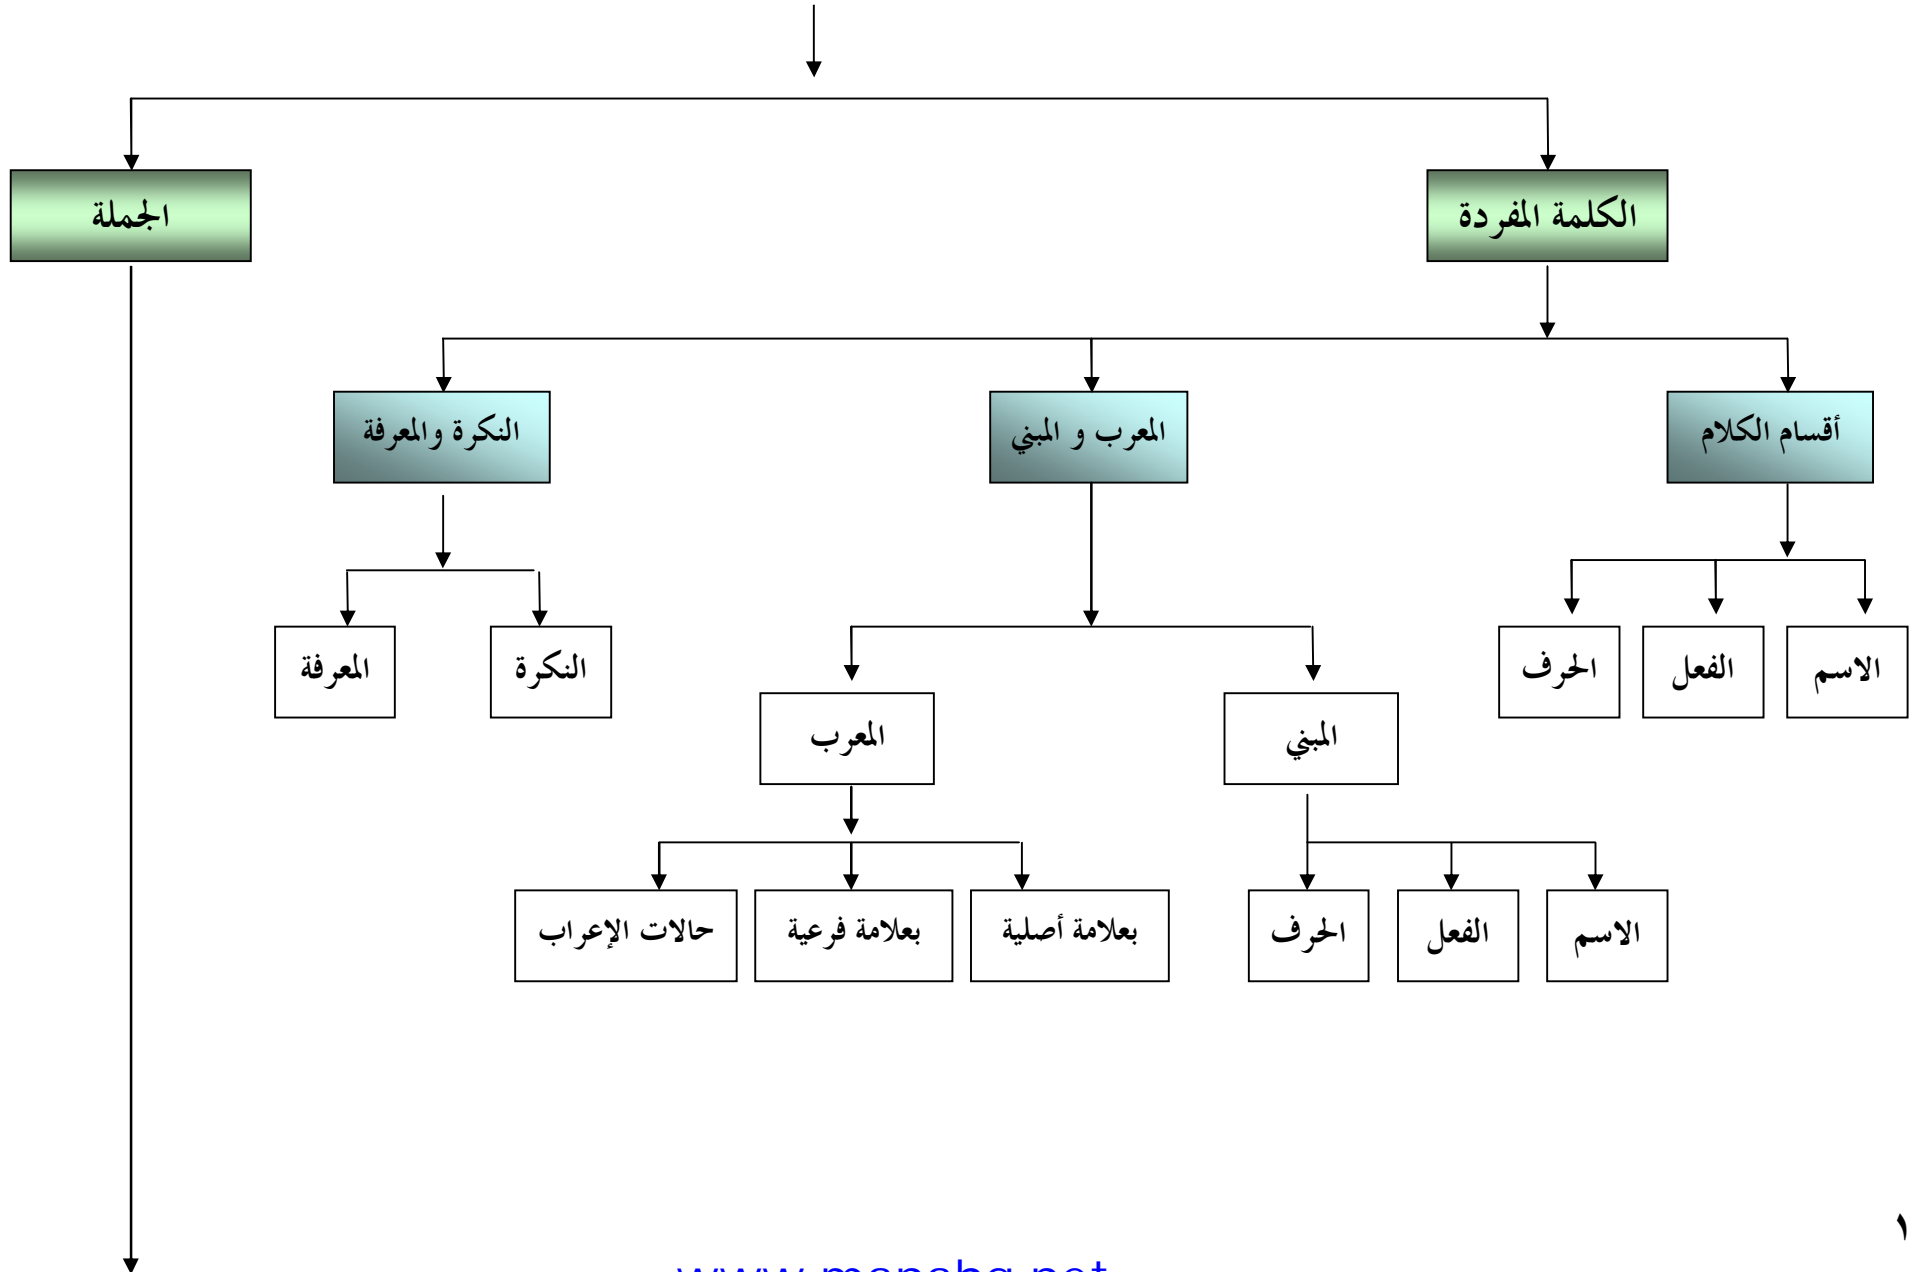 الكلمة المفردة
الجملة
أقسام الكلام
المعرب و المبني
النكرة والمعرفة
الاسم
الفعل
الحرف
النكرة
المعرفة
المبني
المعرب
الاسم
الفعل
الحرف
بعلامة أصلية
بعلامة فرعية
حالات الإعراب
١